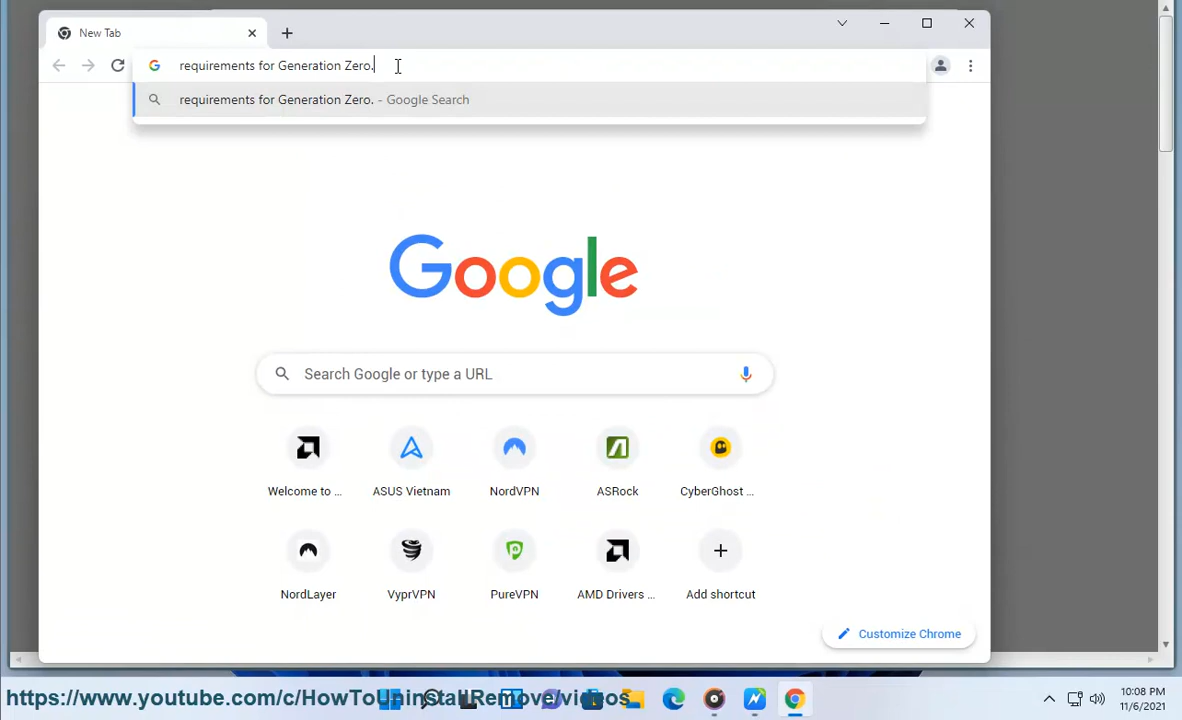 New Tab
requirements for Generation Zero.
requirements for Generation Zero. - Google Search
Google
Search Google or type a URL
Welcome to ...
ASUS Vietnam
NordVPN
ASRock
CyberGhost ...
NordLayer
VyprVPN
PureVPN
AMD Drivers ...
Add shortcut
Customize Chrome
https://www.youtube.com/c/HowToUninstallRemove/videos
10:08 PM
11/6/2021